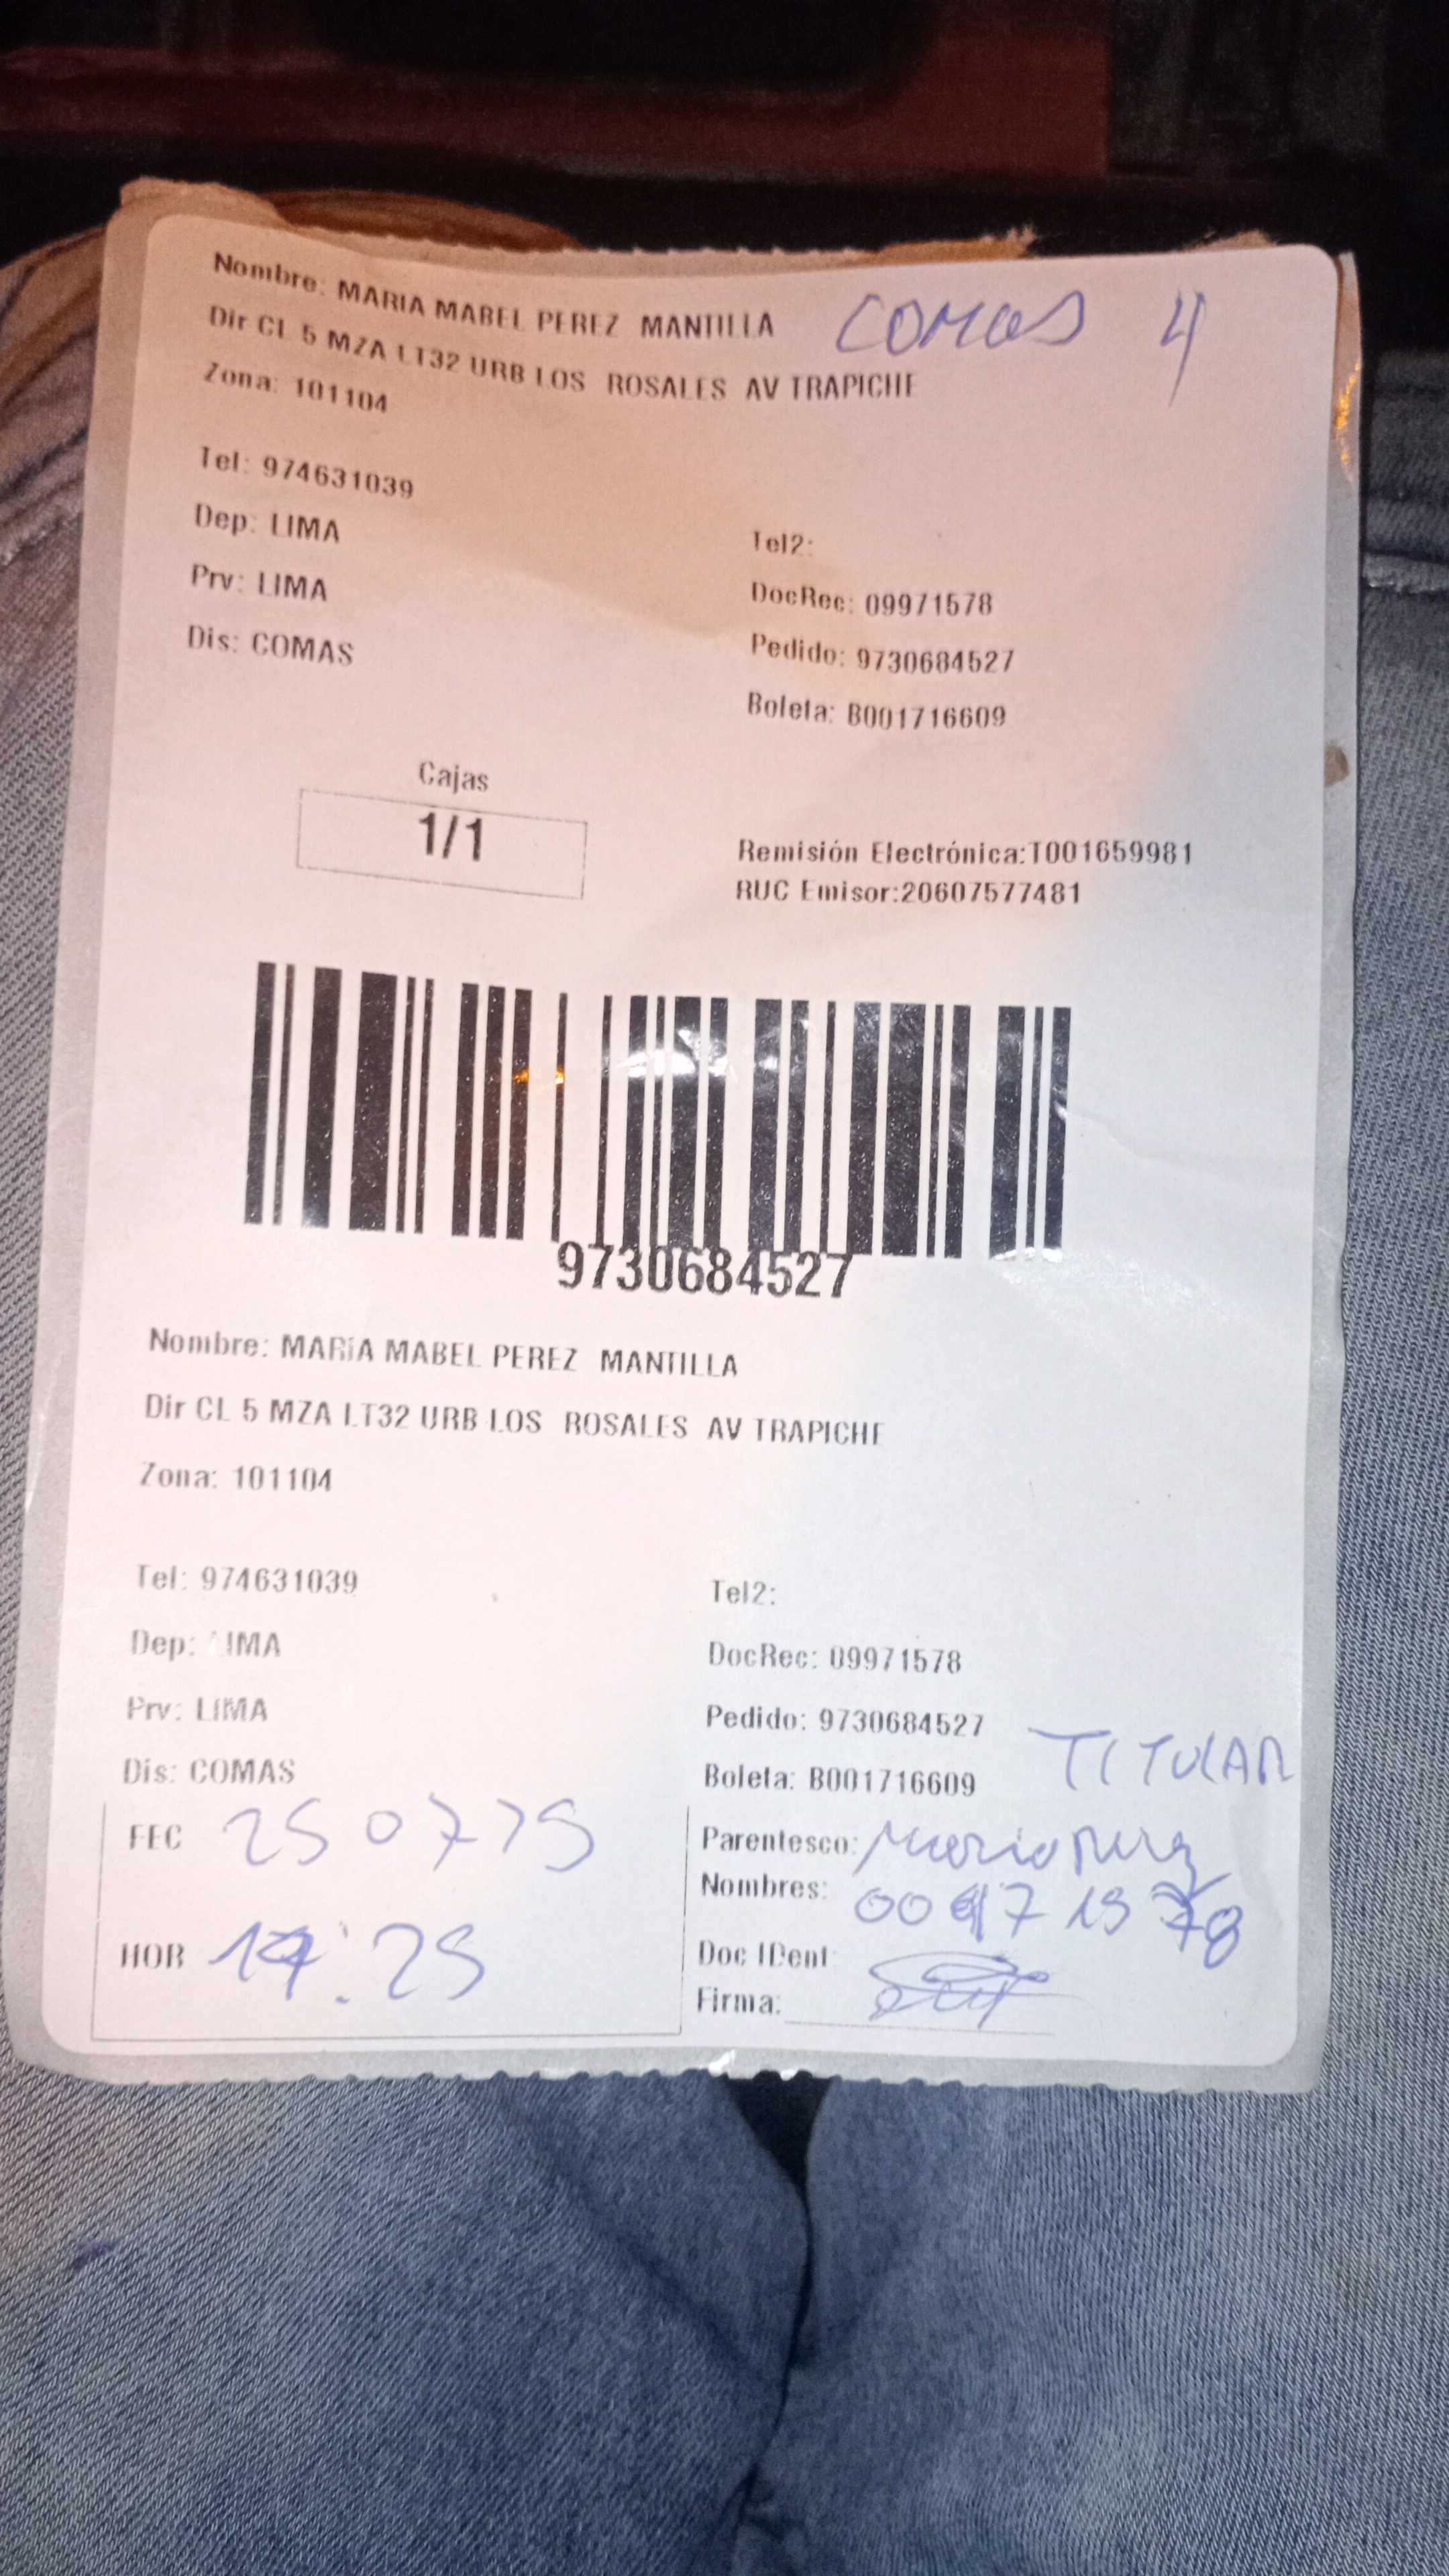 Nombre: MARIA MABEL PEREZ MANTILLA COMAS 4
Dir CL 5 MZA LT32 URB LOS ROSALES AV TRAPICHE
Zona: 101104
Tel: 974631039
Dep: LIMA Tel2:
Prv: LIMA DocRec: 09971578
Dis: COMAS Pedido: 9730684527
Boleta: B001716609
Cajas
1/1
Remisión Electrónica:T001659981
RUC Emisor:20607577481
9730684527
Nombre: MARIA MABEL PEREZ MANTILLA
Dir CL 5 MZA LT32 URB LOS ROSALES AV TRAPICHE
Zona: 101104
Tel: 974631039 Tel2:
Dep: LIMA DocRec: 09971578
Prv: LIMA Pedido: 9730684527 TITULAR
Dis: COMAS Boleta: B001716609
FEC 25 07 25 Parentesco:
Nombres:
HOR :25 Doc IDent
Firma: